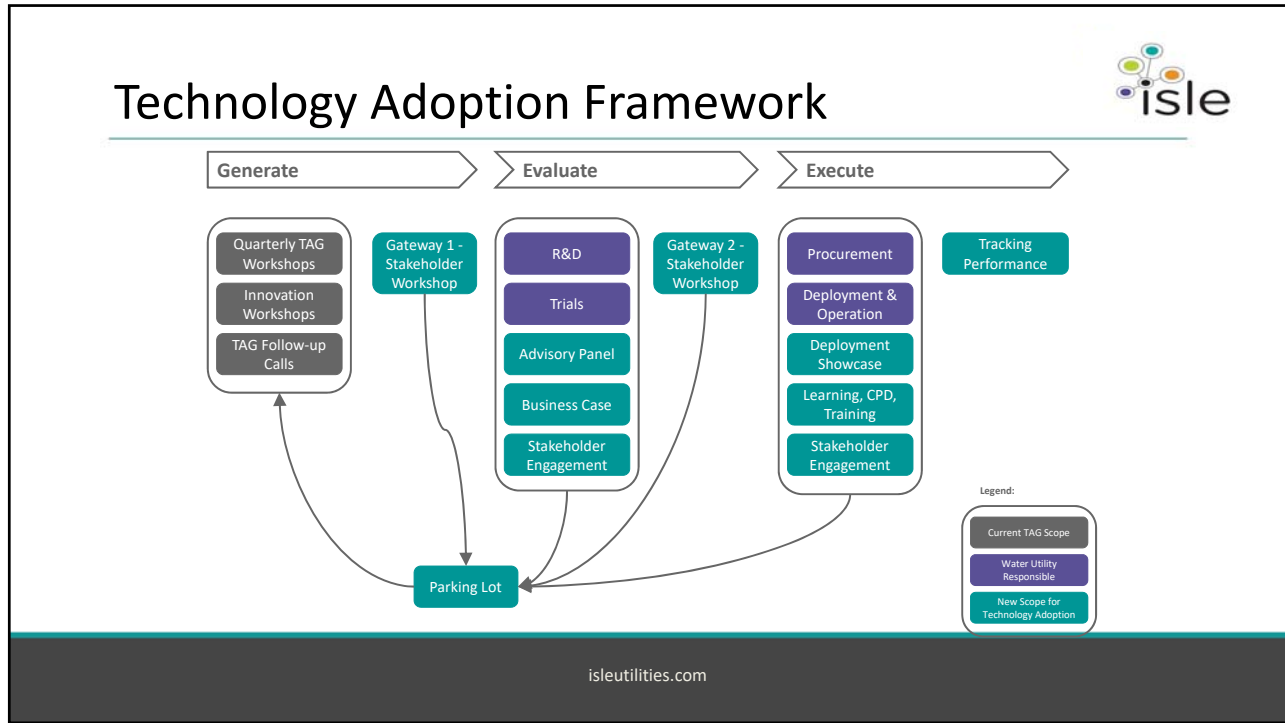 Technology Adoption Framework
isle
Generate
Evaluate
Execute
Quarterly TAG
Workshops
Innovation
Workshops
TAG Follow-up
Calls
Gateway 1 -
Stakeholder
Workshop
R&D
Trials
Advisory Panel
Business Case
Stakeholder
Engagement
Gateway 2 -
Stakeholder
Workshop
Procurement
Deployment &
Operation
Deployment
Showcase
Learning, CPD,
Training
Stakeholder
Engagement
Tracking
Performance
Parking Lot
Legend:
Current TAG Scope
Water Utility
Responsible
New Scope for
Technology Adoption
isleutilities.com